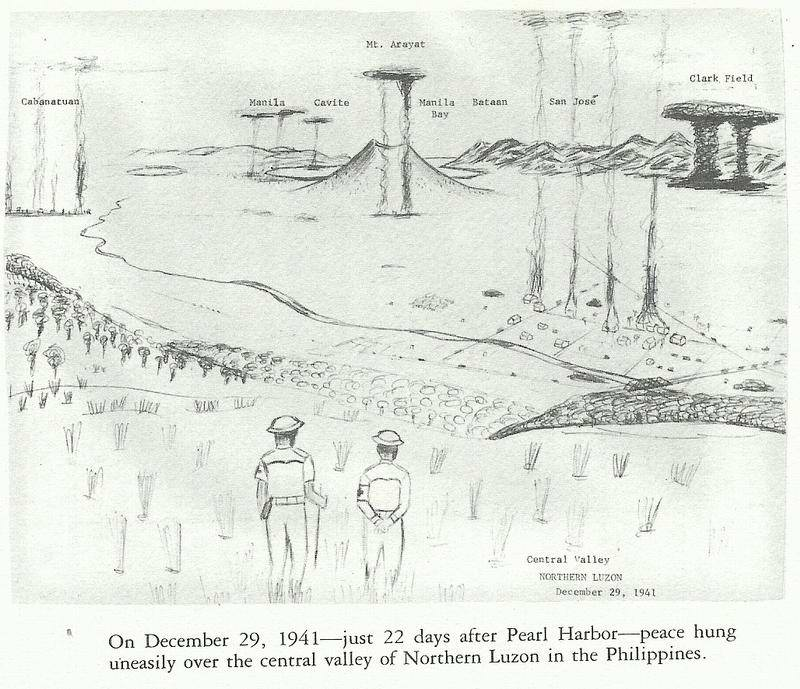 Mt. Arayat
Clark Field
Cabanatuan
Manila
Cavite
Manila
Bay
Bataan
San José
Central Valley
NORTHERN LUZON
December 29, 1941
On December 29, 1941—just 22 days after Pearl Harbor—peace hung
uneasily over the central valley of Northern Luzon in the Philippines.